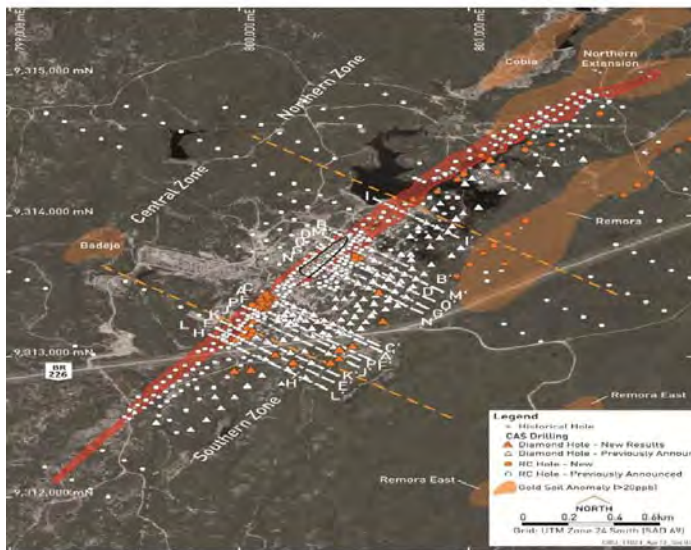 799,000 mE
800,000 mE
801,000 mE
9,315,000 mN
Cobia
Northern Extension
Northern Zone
Central Zone
9,314,000 mN
Remora
Badejo
I
I'
B
M
D
O
G
N
B'
D
M'
O'
G'
N
C
A
F
P
J
K
L
H
E
C'
A'
F'
P'
J'
K'
E'
L'
H'
9,313,000 mN
BR
226
Southern Zone
Remora East
Remora East
9,312,000 mN
Legend
Historical Hole
CAS Drilling
Diamond Hole - New Results
Diamond Hole - Previously Announ
RC Hole - New
RC Hole - Previously Announced
Gold Soil Anomaly (>20ppb)
NORTH
0 0.2 0.4 0.6km
Grid: UTM Zone 24 South (SAD 69)